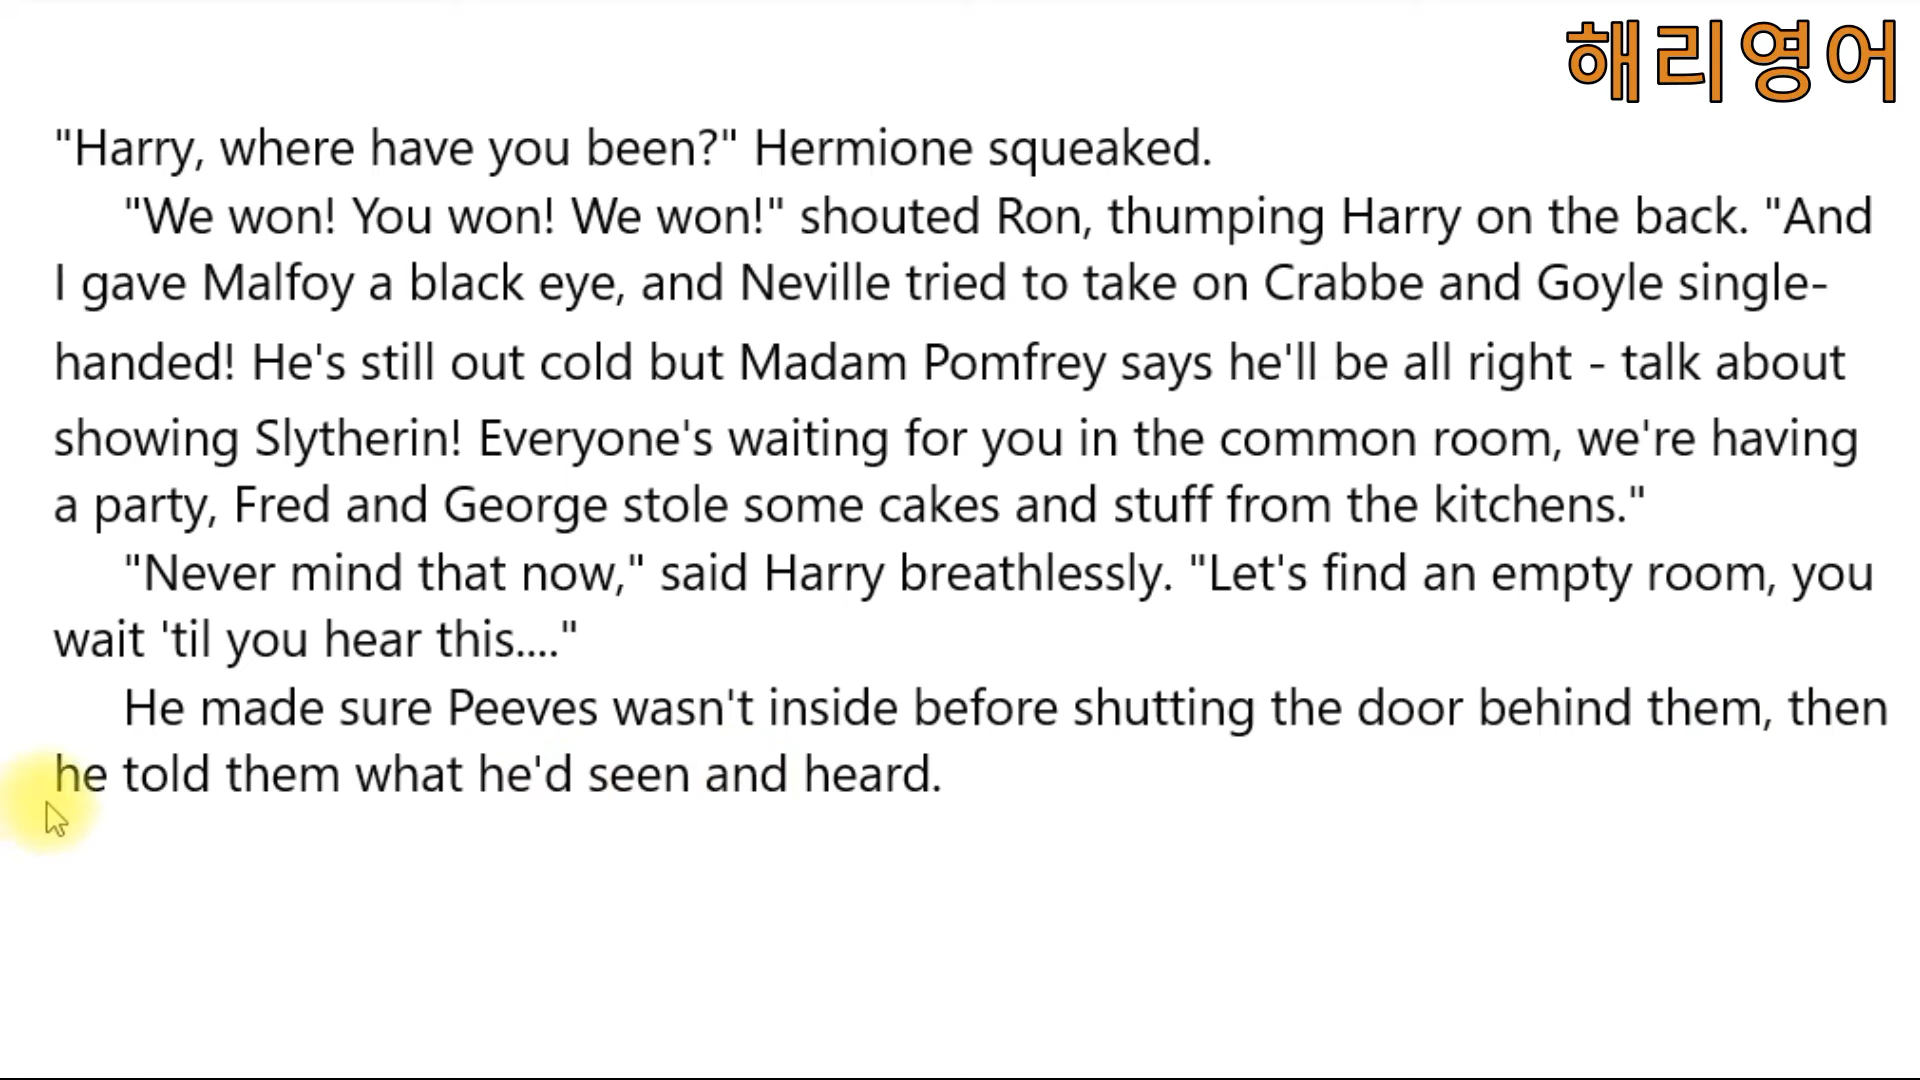 해리영어
"Harry, where have you been?" Hermione squeaked.
"We won! You won! We won!" shouted Ron, thumping Harry on the back. "And
I gave Malfoy a black eye, and Neville tried to take on Crabbe and Goyle single-
handed! He's still out cold but Madam Pomfrey says he'll be all right - talk about
showing Slytherin! Everyone's waiting for you in the common room, we're having
a party, Fred and George stole some cakes and stuff from the kitchens."
"Never mind that now," said Harry breathlessly. "Let's find an empty room, you
wait 'til you hear this...."
He made sure Peeves wasn't inside before shutting the door behind them, then
he told them what he'd seen and heard.